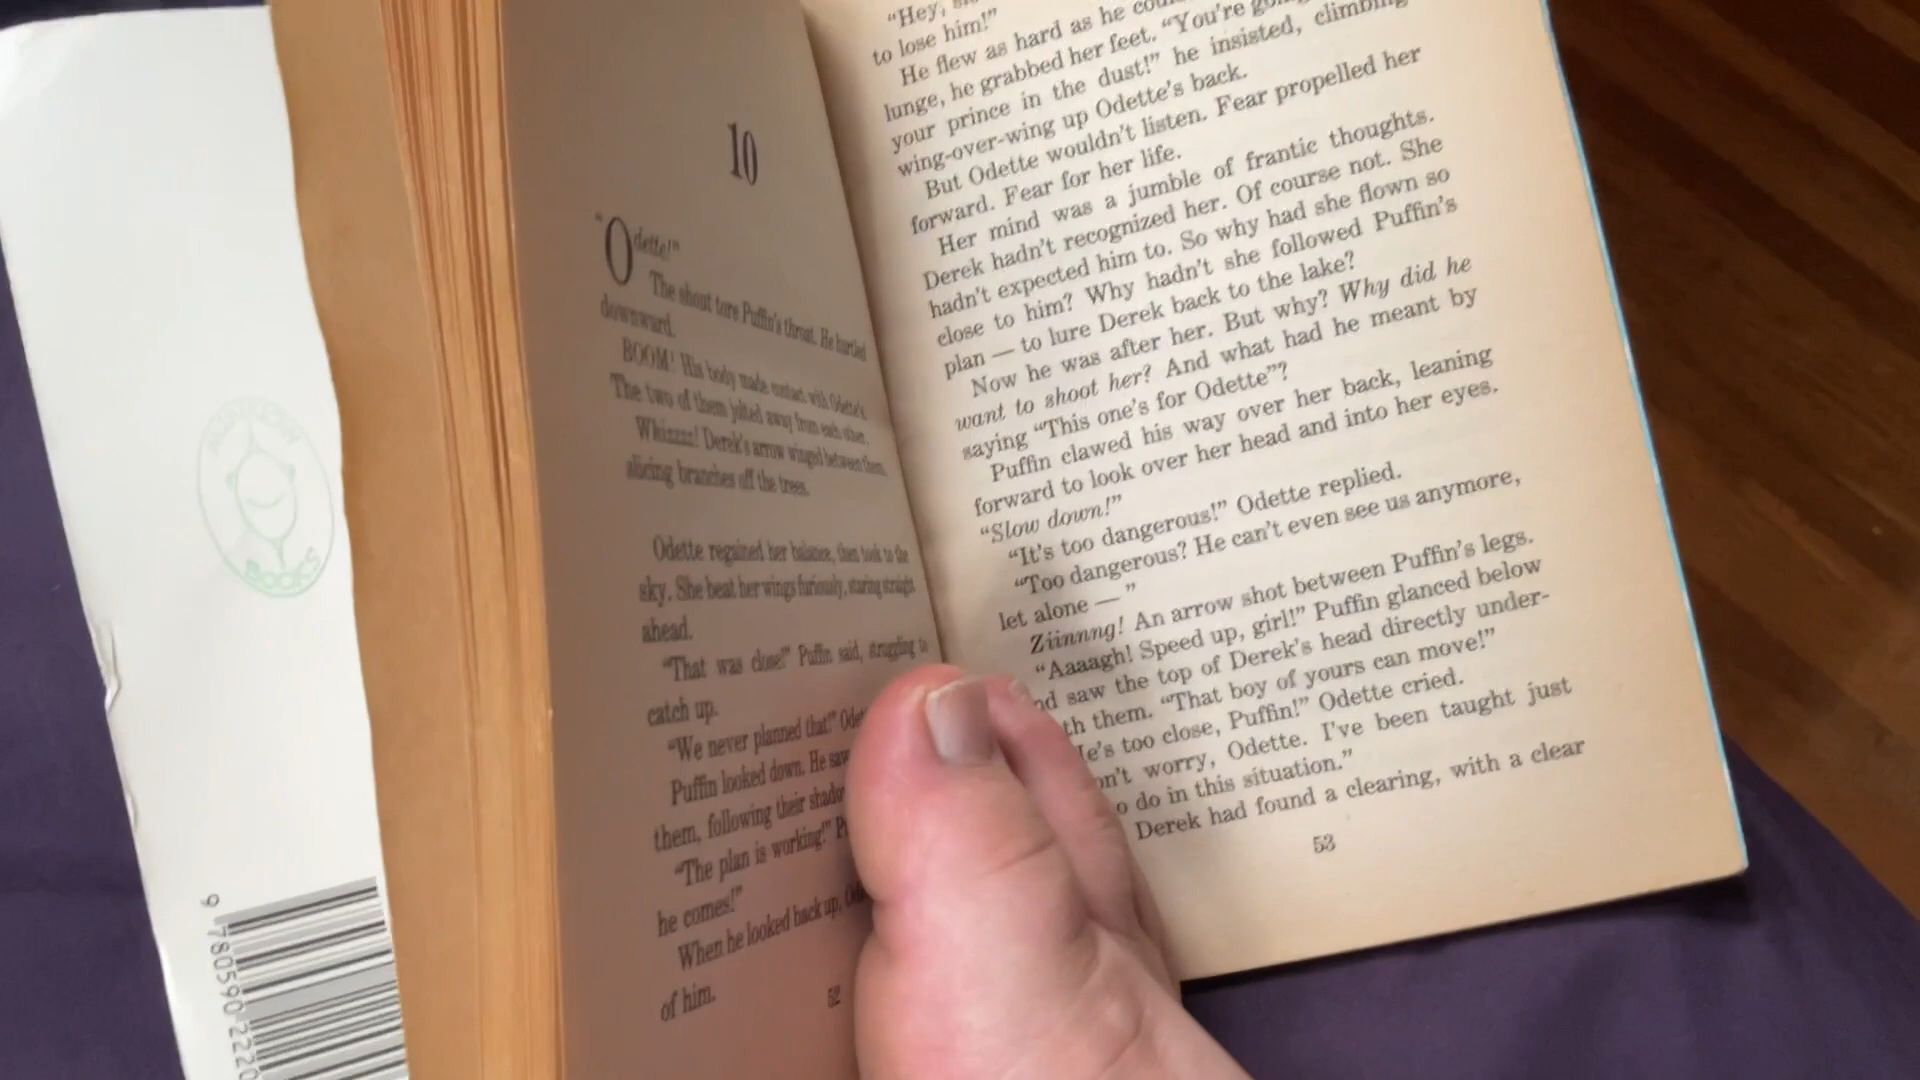 10
"Odette!"
The shout tore Puffin's throat. He hurtled
downward.
BOOM! His body made contact with Odette's.
The two of them jolted away from each other.
Whizzzz! Derek's arrow winged between them,
slicing branches off the trees.
Odette regained her balance, then took to the
sky. She beat her wings furiously, staring straight
ahead.
"That was close!" Puffin said, struggling to
catch up.
"We never planned that!"
Puffin looked down. He saw
them, following their
"The plan is working!"
he comes!"
When he looked back up,
of him.
52
"Hey,
to lose him!"
He flew as hard as he
lunge, he grabbed her feet. "You're
your prince in the dust!" he insisted, climbing
wing-over-wing up Odette's back.
But Odette wouldn't listen. Fear propelled her
forward. Fear for her life.
Her mind was a jumble of frantic thoughts.
Derek hadn't recognized her. Of course not. She
hadn't expected him to. So why had she flown so
close to him? Why hadn't she followed Puffin's
plan — to lure Derek back to the lake?
Now he was after her. But why? Why did he
want to shoot her? And what had he meant by
saying "This one's for Odette"?
Puffin clawed his way over her back, leaning
forward to look over her head and into her eyes.
"Slow down!"
"It's too dangerous!" Odette replied.
"Too dangerous? He can't even see us anymore,
let alone — "
Ziinnng! An arrow shot between Puffin's legs.
"Aaaagh! Speed up, girl!" Puffin glanced below
saw the top of Derek's head directly under-
them. "That boy of yours can move!"
too close, Puffin!" Odette cried.
worry, Odette. I've been taught just
do in this situation."
Derek had found a clearing, with a clear
53
BOOKS
9 780590 2222